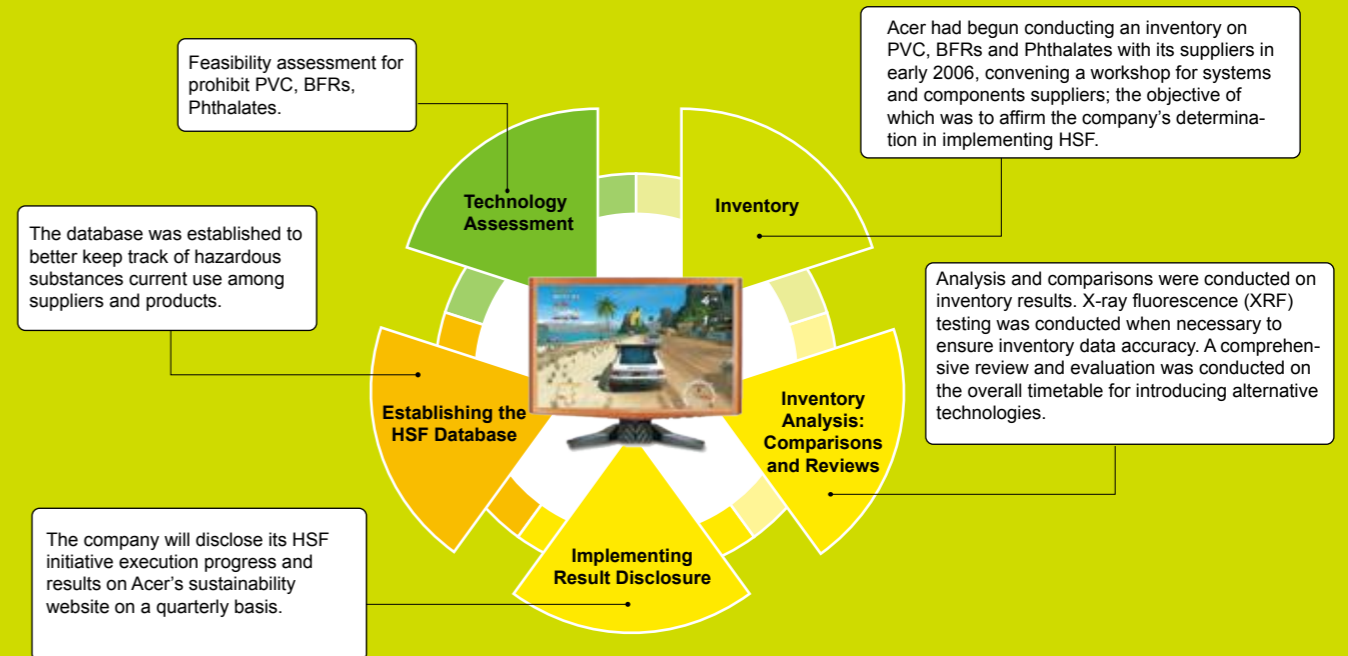 Feasibility assessment for
prohibit PVC, BFRs,
Phthalates.
Acer had begun conducting an inventory on
PVC, BFRs and Phthalates with its suppliers in
early 2006, convening a workshop for systems
and components suppliers; the objective of
which was to affirm the company's determina-
tion in implementing HSF.
Technology
Assessment
Inventory
The database was established to
better keep track of hazardous
substances current use among
suppliers and products.
Analysis and comparisons were conducted on
inventory results. X-ray fluorescence (XRF)
testing was conducted when necessary to
ensure inventory data accuracy. A comprehen-
sive review and evaluation was conducted on
the overall timetable for introducing alternative
technologies.
Establishing the
HSF Database
Inventory
Analysis:
Comparisons
and Reviews
The company will disclose its HSF
initiative execution progress and
results on Acer's sustainability
website on a quarterly basis.
Implementing
Result Disclosure